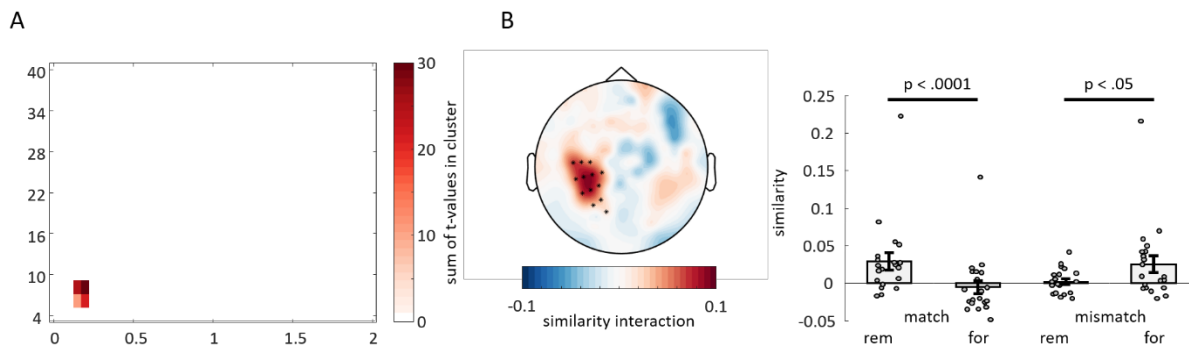 A
40
34
28
22
16
10
4
0
0.5
1
1.5
2
30
20
10
0
sum of t-values in cluster
B
-0.1
0.1
similarity interaction
p < .0001
p < .05
0.25
0.2
0.15
0.1
0.05
0
-0.05
similarity
match
mismatch
rem
for
rem
for